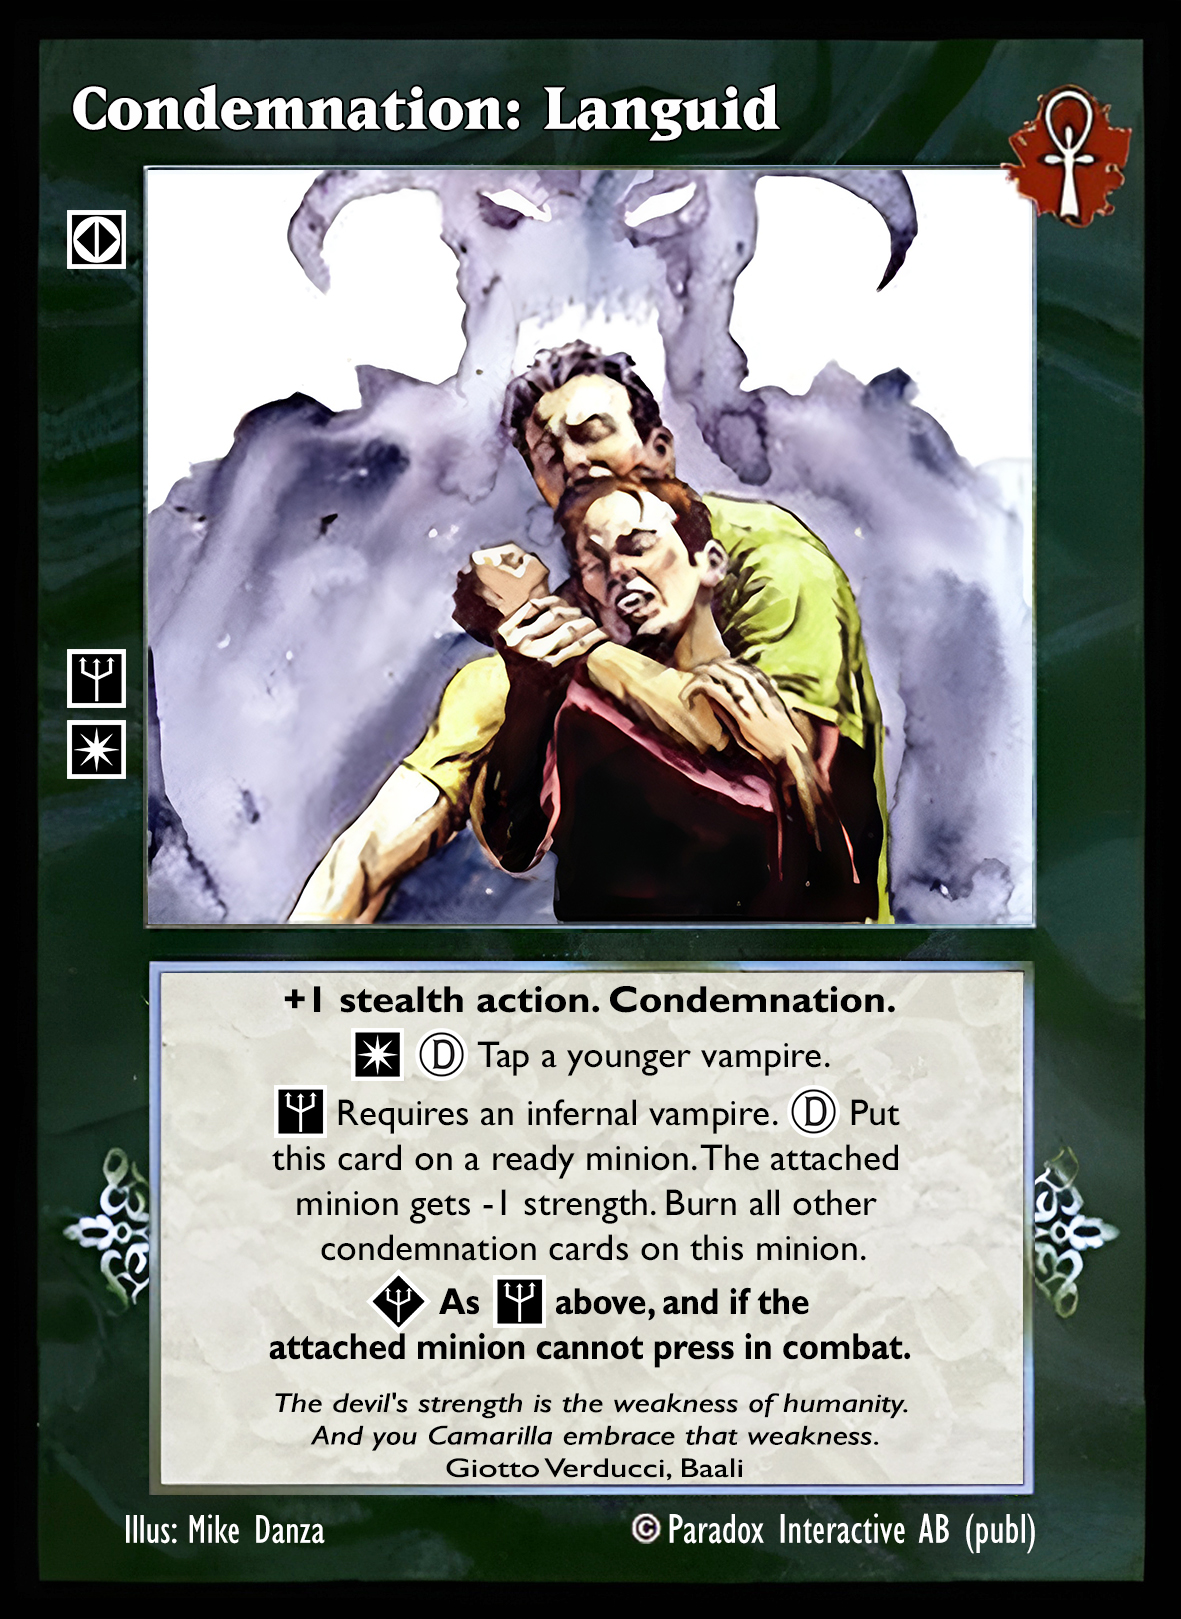 Condemnation: Languid
+1 stealth action. Condemnation.
D Tap a younger vampire.
Requires an infernal vampire. D Put
this card on a ready minion. The attached
minion gets -1 strength. Burn all other
condemnation cards on this minion.
As above, and if the
attached minion cannot press in combat.
The devil's strength is the weakness of humanity.
And you Camarilla embrace that weakness.
Giotto Verducci, Baali
Illus: Mike Danza
© Paradox Interactive AB (publ)